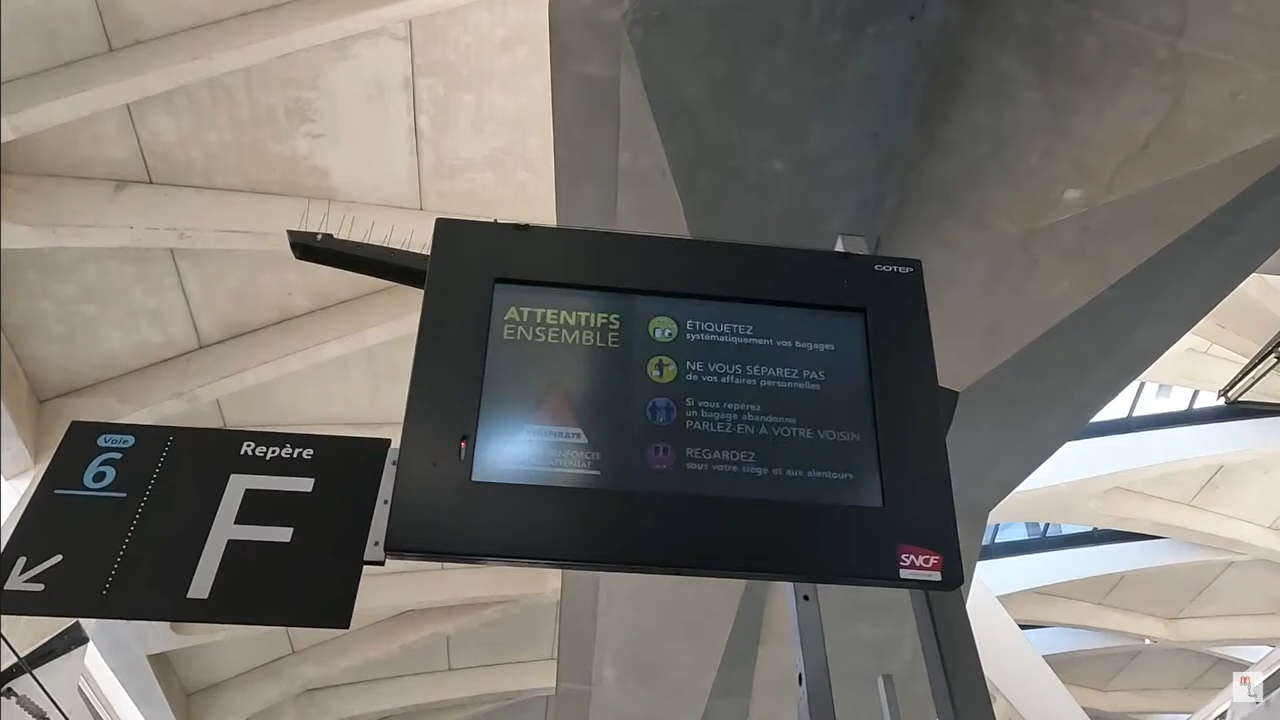 Voie
6
Repère
F
COTEP
ATTENTIFS
ENSEMBLE
VIGIPIRATE
ÉTIQUETEZ
systématiquement vos bagages
NE VOUS SÉPAREZ PAS
de vos affaires personnelles
Si vous repérez
un bagage abandonné
PARLEZ-EN À VOTRE VOISIN
REGARDEZ
sous votre siège et aux alentours
SNCF